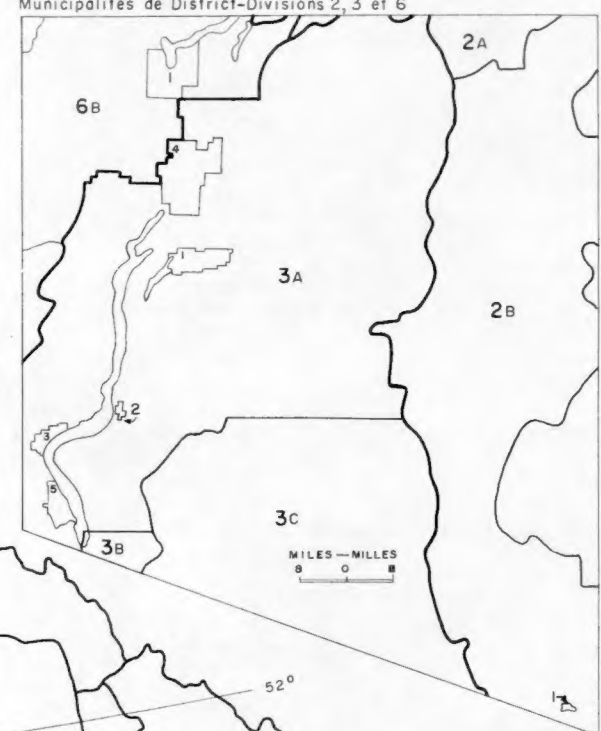 Municipalités de District-Divisions 2, 3 et 6
2A
1
6B
4
1
3A
2B
2
3
5
3C
3B
MILES — MILLES
8 0 8
1
52°